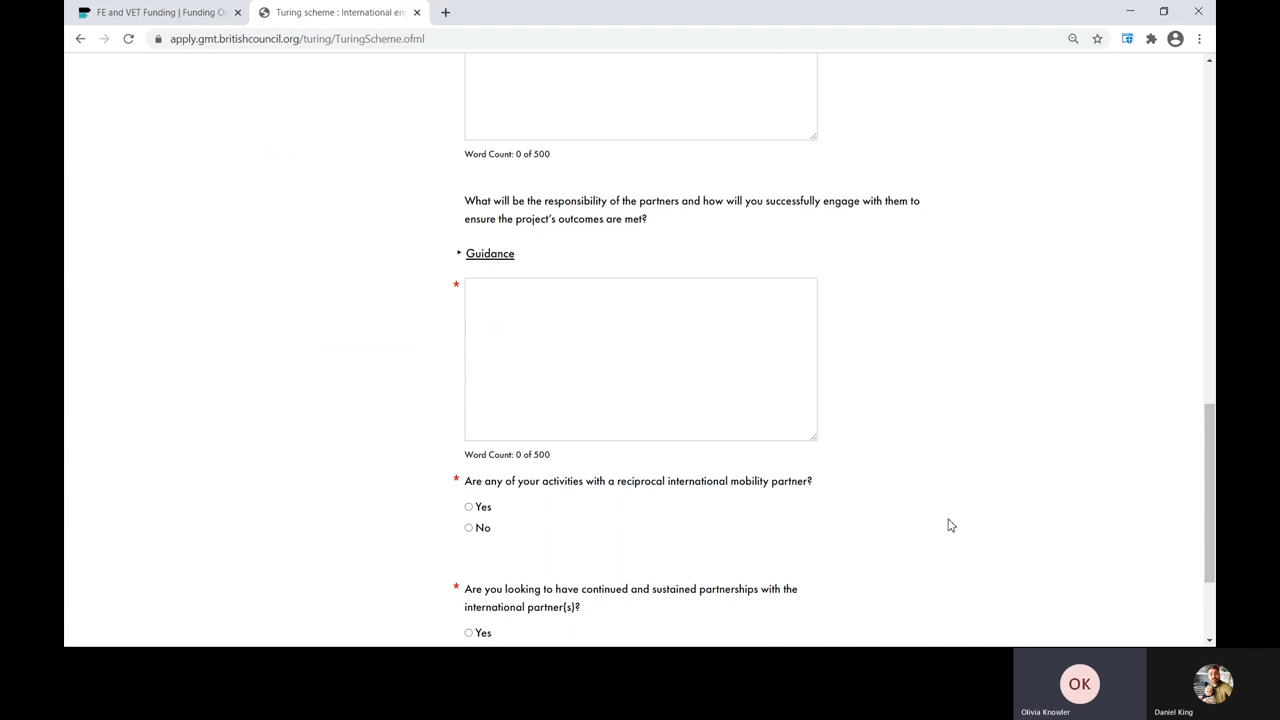 FE and VET Funding | Funding Op
Turing scheme : International en
apply.gmt.britishcouncil.org/turing/TuringScheme.ofml
Word Count: 0 of 500
What will be the responsibility of the partners and how will you successfully engage with them to
ensure the project's outcomes are met?
Guidance
*
Word Count: 0 of 500
* Are any of your activities with a reciprocal international mobility partner?
Yes
No
* Are you looking to have continued and sustained partnerships with the
international partner(s)?
Yes
OK
Olivia Knowler
Daniel King